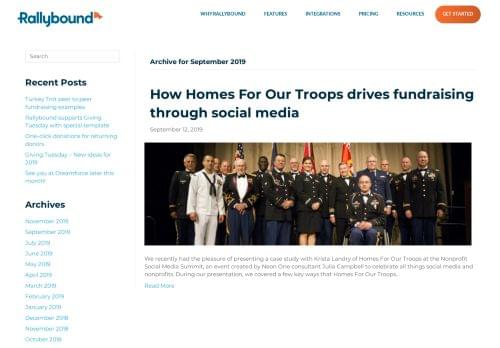 Rallybound
WHY RALLYBOUND
FEATURES
INTEGRATIONS
PRICING
RESOURCES
GET STARTED
Search
Recent Posts
Turkey Trot peer to peer
fundraising examples
Rallybound supports Giving
Tuesday with special template
One-click donations for returning
donors
Giving Tuesday – New ideas for
2019
See you at Dreamforce later this
month!
Archives
November 2019
September 2019
July 2019
June 2019
May 2019
April 2019
March 2019
February 2019
January 2019
December 2018
November 2018
October 2018
Archive for September 2019
How Homes For Our Troops drives fundraising
through social media
September 12, 2019
We recently had the pleasure of presenting a case study with Krista Landry of Homes For Our Troops at the Nonprofit
Social Media Summit, an event created by Neon One consultant Julia Campbell to celebrate all things social media and
nonprofits. During our presentation, we covered a few key ways that Homes For Our Troops...
Read More